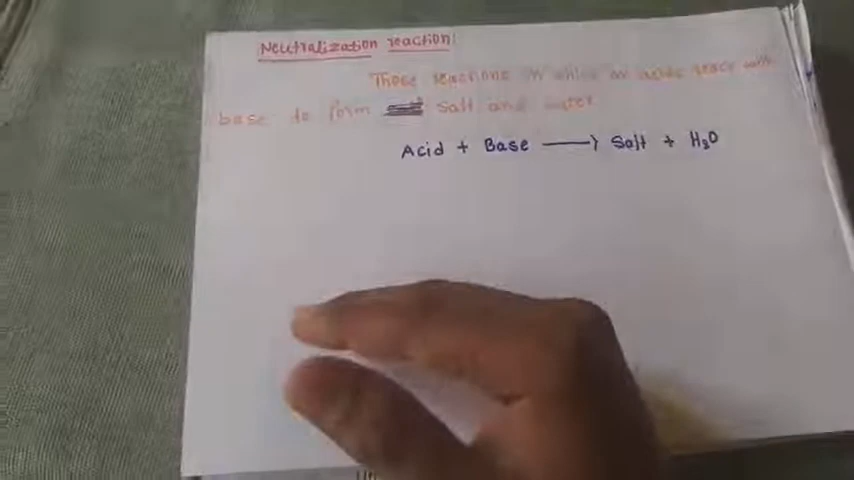 Neutralization reaction:
Those reactions in which an acids react with
base to form salt and water
Acid + Base ⟶ Salt + H₂O